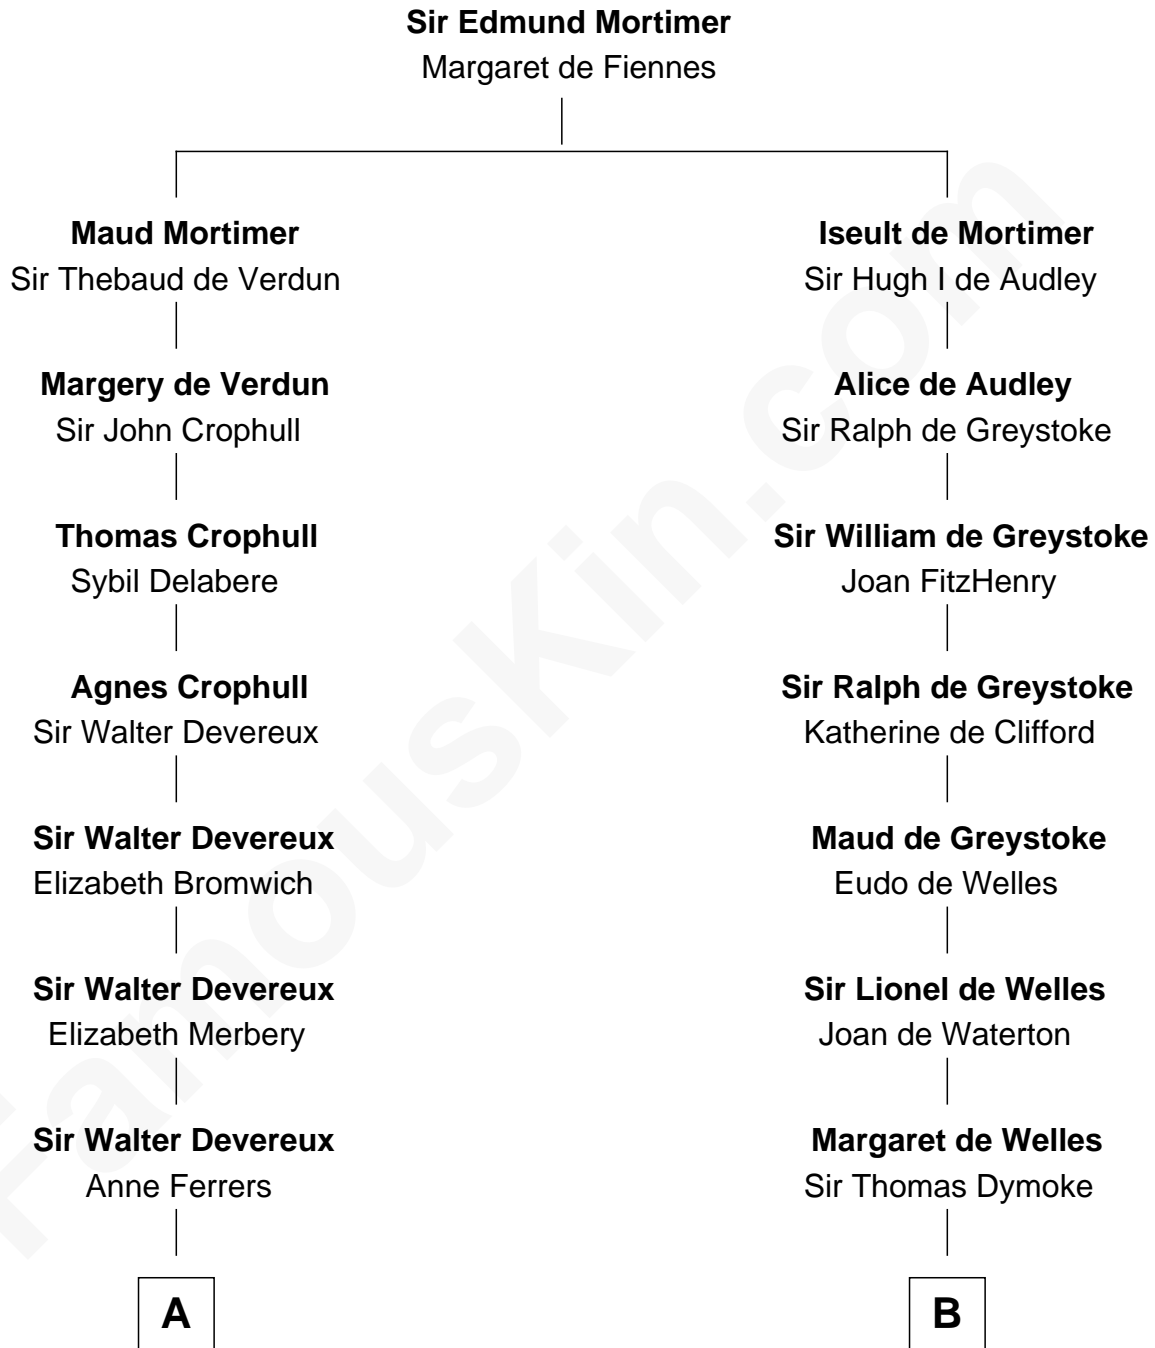 Sir Edmund Mortimer
Margaret de Fiennes
Maud Mortimer
Sir Thebaud de Verdun
Iseult de Mortimer
Sir Hugh I de Audley
Margery de Verdun
Sir John Crophull
Alice de Audley
Sir Ralph de Greystoke
Thomas Crophull
Sybil Delabere
Sir William de Greystoke
Joan FitzHenry
Agnes Crophull
Sir Walter Devereux
Sir Ralph de Greystoke
Katherine de Clifford
Sir Walter Devereux
Elizabeth Bromwich
Maud de Greystoke
Eudo de Welles
Sir Walter Devereux
Elizabeth Merbery
Sir Lionel de Welles
Joan de Waterton
Sir Walter Devereux
Anne Ferrers
Margaret de Welles
Sir Thomas Dymoke
A
B
FamousKin.com